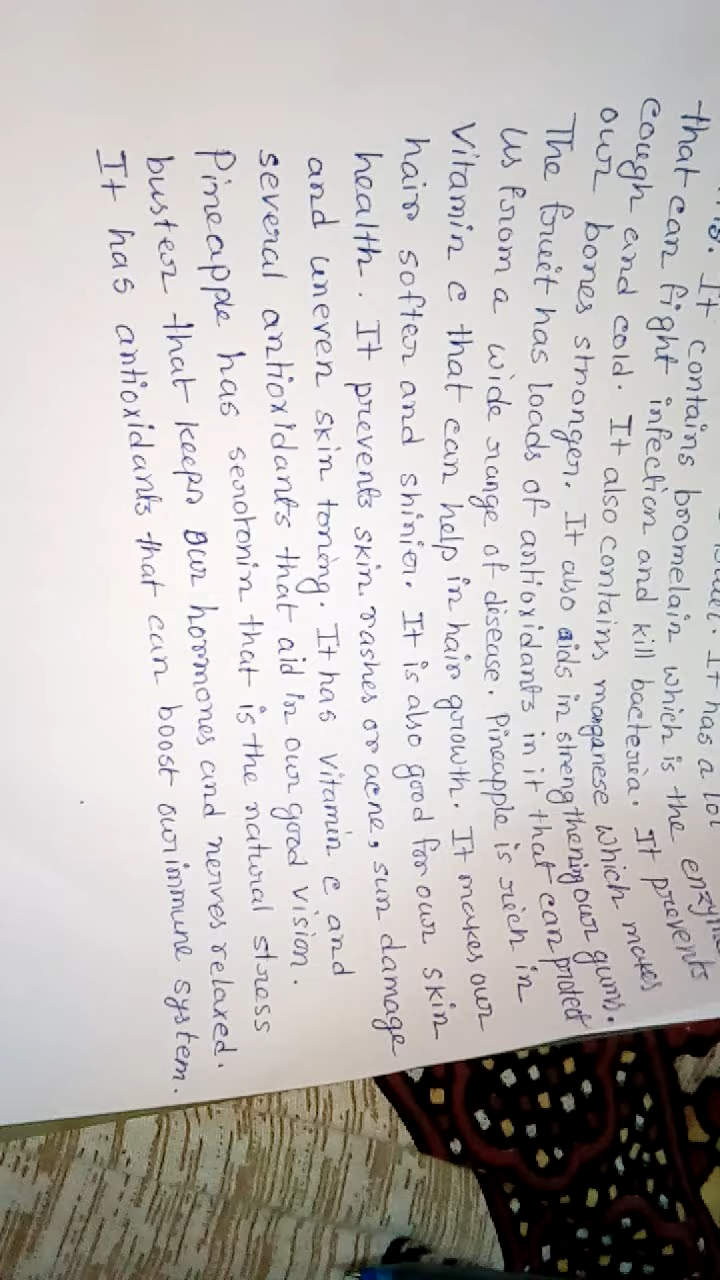 It has a lot
It contains bromelain which is the
that can fight infection and kill bacteria. It prevents
cough and cold. It also contains manganese which makes
our bones stronger. It also aids in strengthening our gums.
The fruit has loads of antioxidants in it that can protect
us from a wide range of disease. Pineapple is rich in
Vitamin c that can help in hair growth. It makes our
hair softer and shinier. It is also good for our skin
health. It prevents skin rashes or acne, sun damage
and uneven skin toning. It has vitamin c and
several antioxidants that aid in our good vision.
Pineapple has serotonin that is the natural stress
buster that keeps our hormones and nerves relaxed.
It has antioxidants that can boost our immune system.